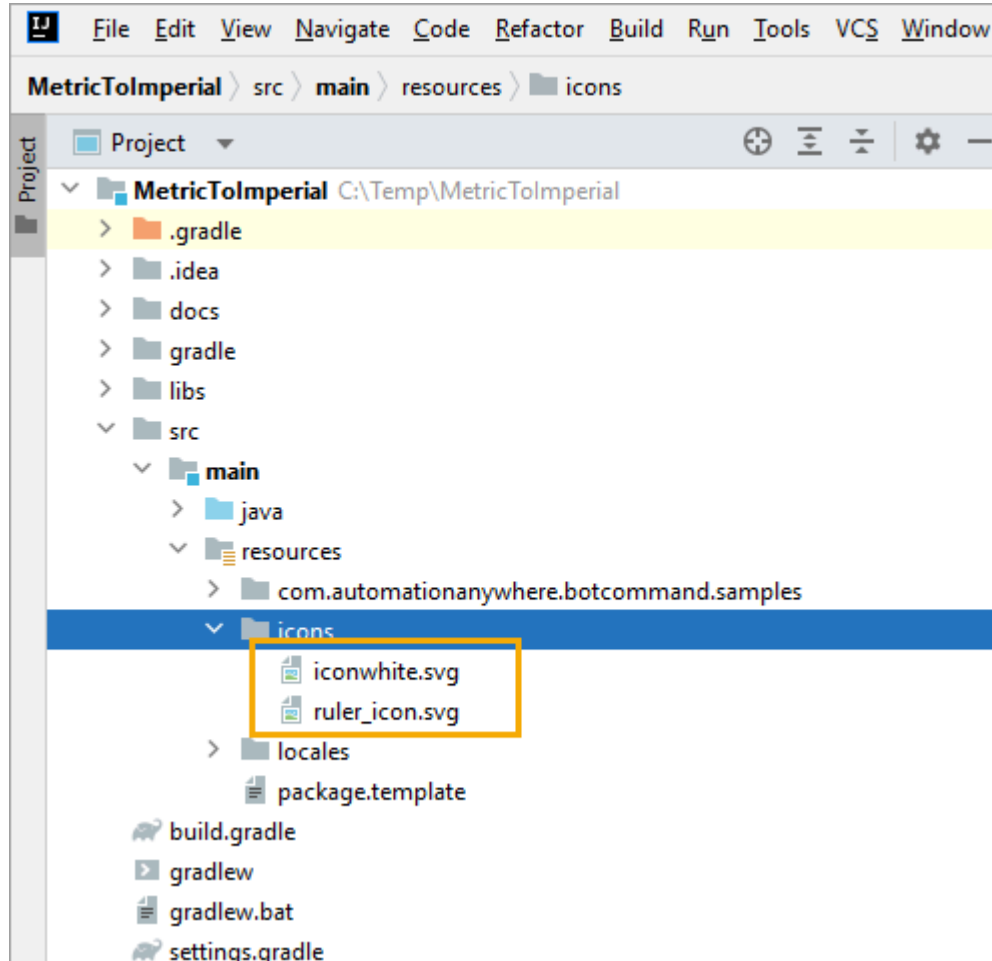 IJ File Edit View Navigate Code Refactor Build Run Tools VCS Window
MetricToImperial src main resources icons
Project
Project
MetricToImperial C:\Temp\MetricToImperial
.gradle
.idea
docs
gradle
libs
src
main
java
resources
com.automationanywhere.botcommand.samples
icons
iconwhite.svg
ruler_icon.svg
locales
package.template
build.gradle
gradlew
gradlew.bat
settings.gradle